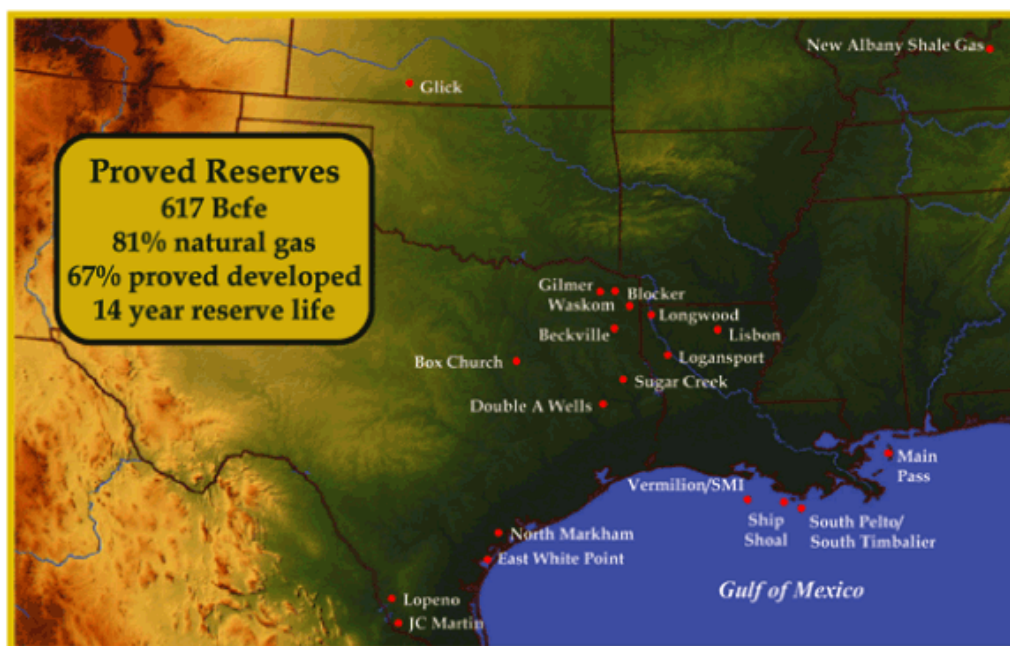 New Albany Shale Gas
Glick
Proved Reserves
617 Bcfe
81% natural gas
67% proved developed
14 year reserve life
Gilmer
Blocker
Waskom
Longwood
Beckville
Lisbon
Logansport
Box Church
Sugar Creek
Double A Wells
Main
Pass
Vermilion/SMI
Ship
Shoal
South Pelto/
South Timbalier
North Markham
East White Point
Gulf of Mexico
Lopeno
JC Martin